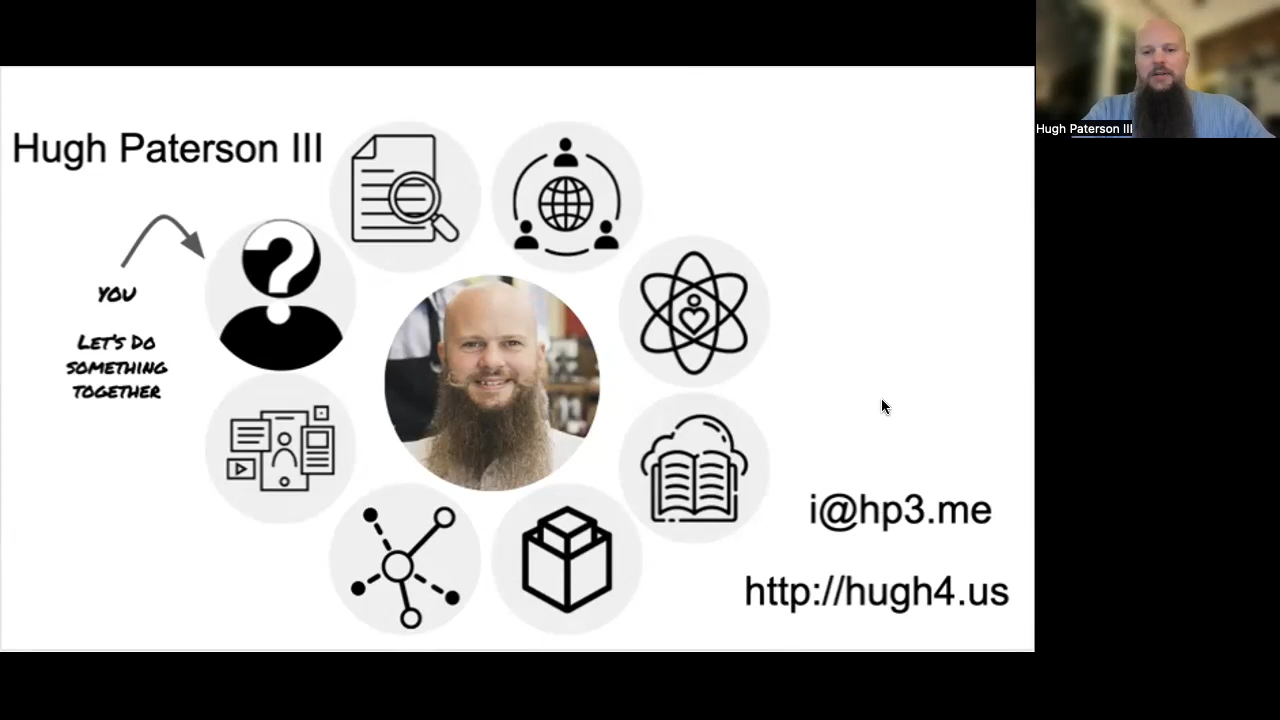 Hugh Paterson III
YOU
LET'S DO
SOMETHING
TOGETHER
i@hp3.me
http://hugh4.us
Hugh Paterson III